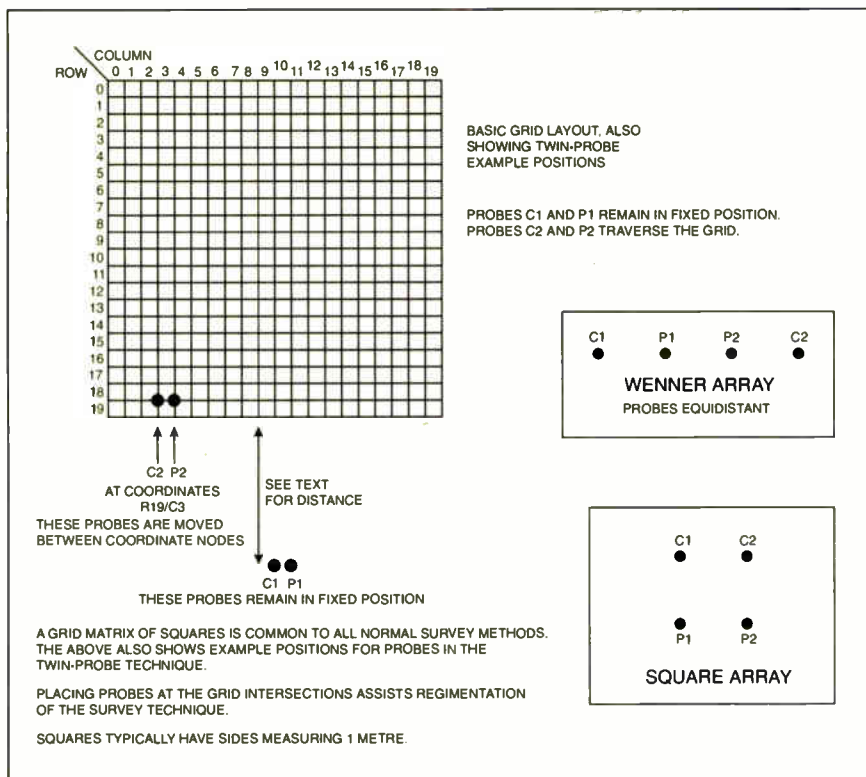 COLUMN
ROW
0 1 2 3 4 5 6 7 8 9 10 11 12 13 14 15 16 17 18 19
0
1
2
3
4
5
6
7
8
9
10
11
12
13
14
15
16
17
18
19
BASIC GRID LAYOUT, ALSO
SHOWING TWIN-PROBE
EXAMPLE POSITIONS
PROBES C1 AND P1 REMAIN IN FIXED POSITION.
PROBES C2 AND P2 TRAVERSE THE GRID.
C1 P1 P2 C2
WENNER ARRAY
PROBES EQUIDISTANT
C2 P2
AT COORDINATES
R19/C3
THESE PROBES ARE MOVED
BETWEEN COORDINATE NODES
SEE TEXT
FOR DISTANCE
C1 P1
THESE PROBES REMAIN IN FIXED POSITION
C1 C2
P1 P2
SQUARE ARRAY
A GRID MATRIX OF SQUARES IS COMMON TO ALL NORMAL SURVEY METHODS.
THE ABOVE ALSO SHOWS EXAMPLE POSITIONS FOR PROBES IN THE
TWIN-PROBE TECHNIQUE.
PLACING PROBES AT THE GRID INTERSECTIONS ASSISTS REGIMENTATION
OF THE SURVEY TECHNIQUE.
SQUARES TYPICALLY HAVE SIDES MEASURING 1 METRE.